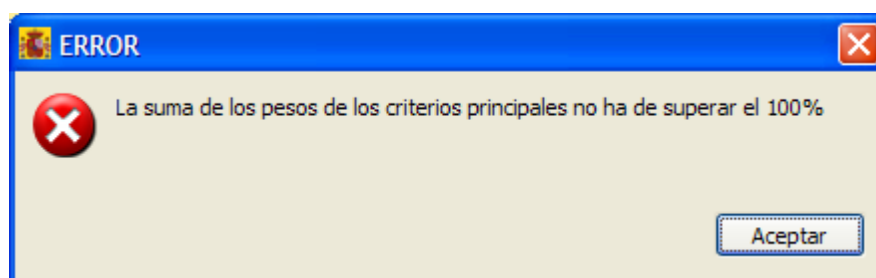 ERROR
La suma de los pesos de los criterios principales no ha de superar el 100%
Aceptar